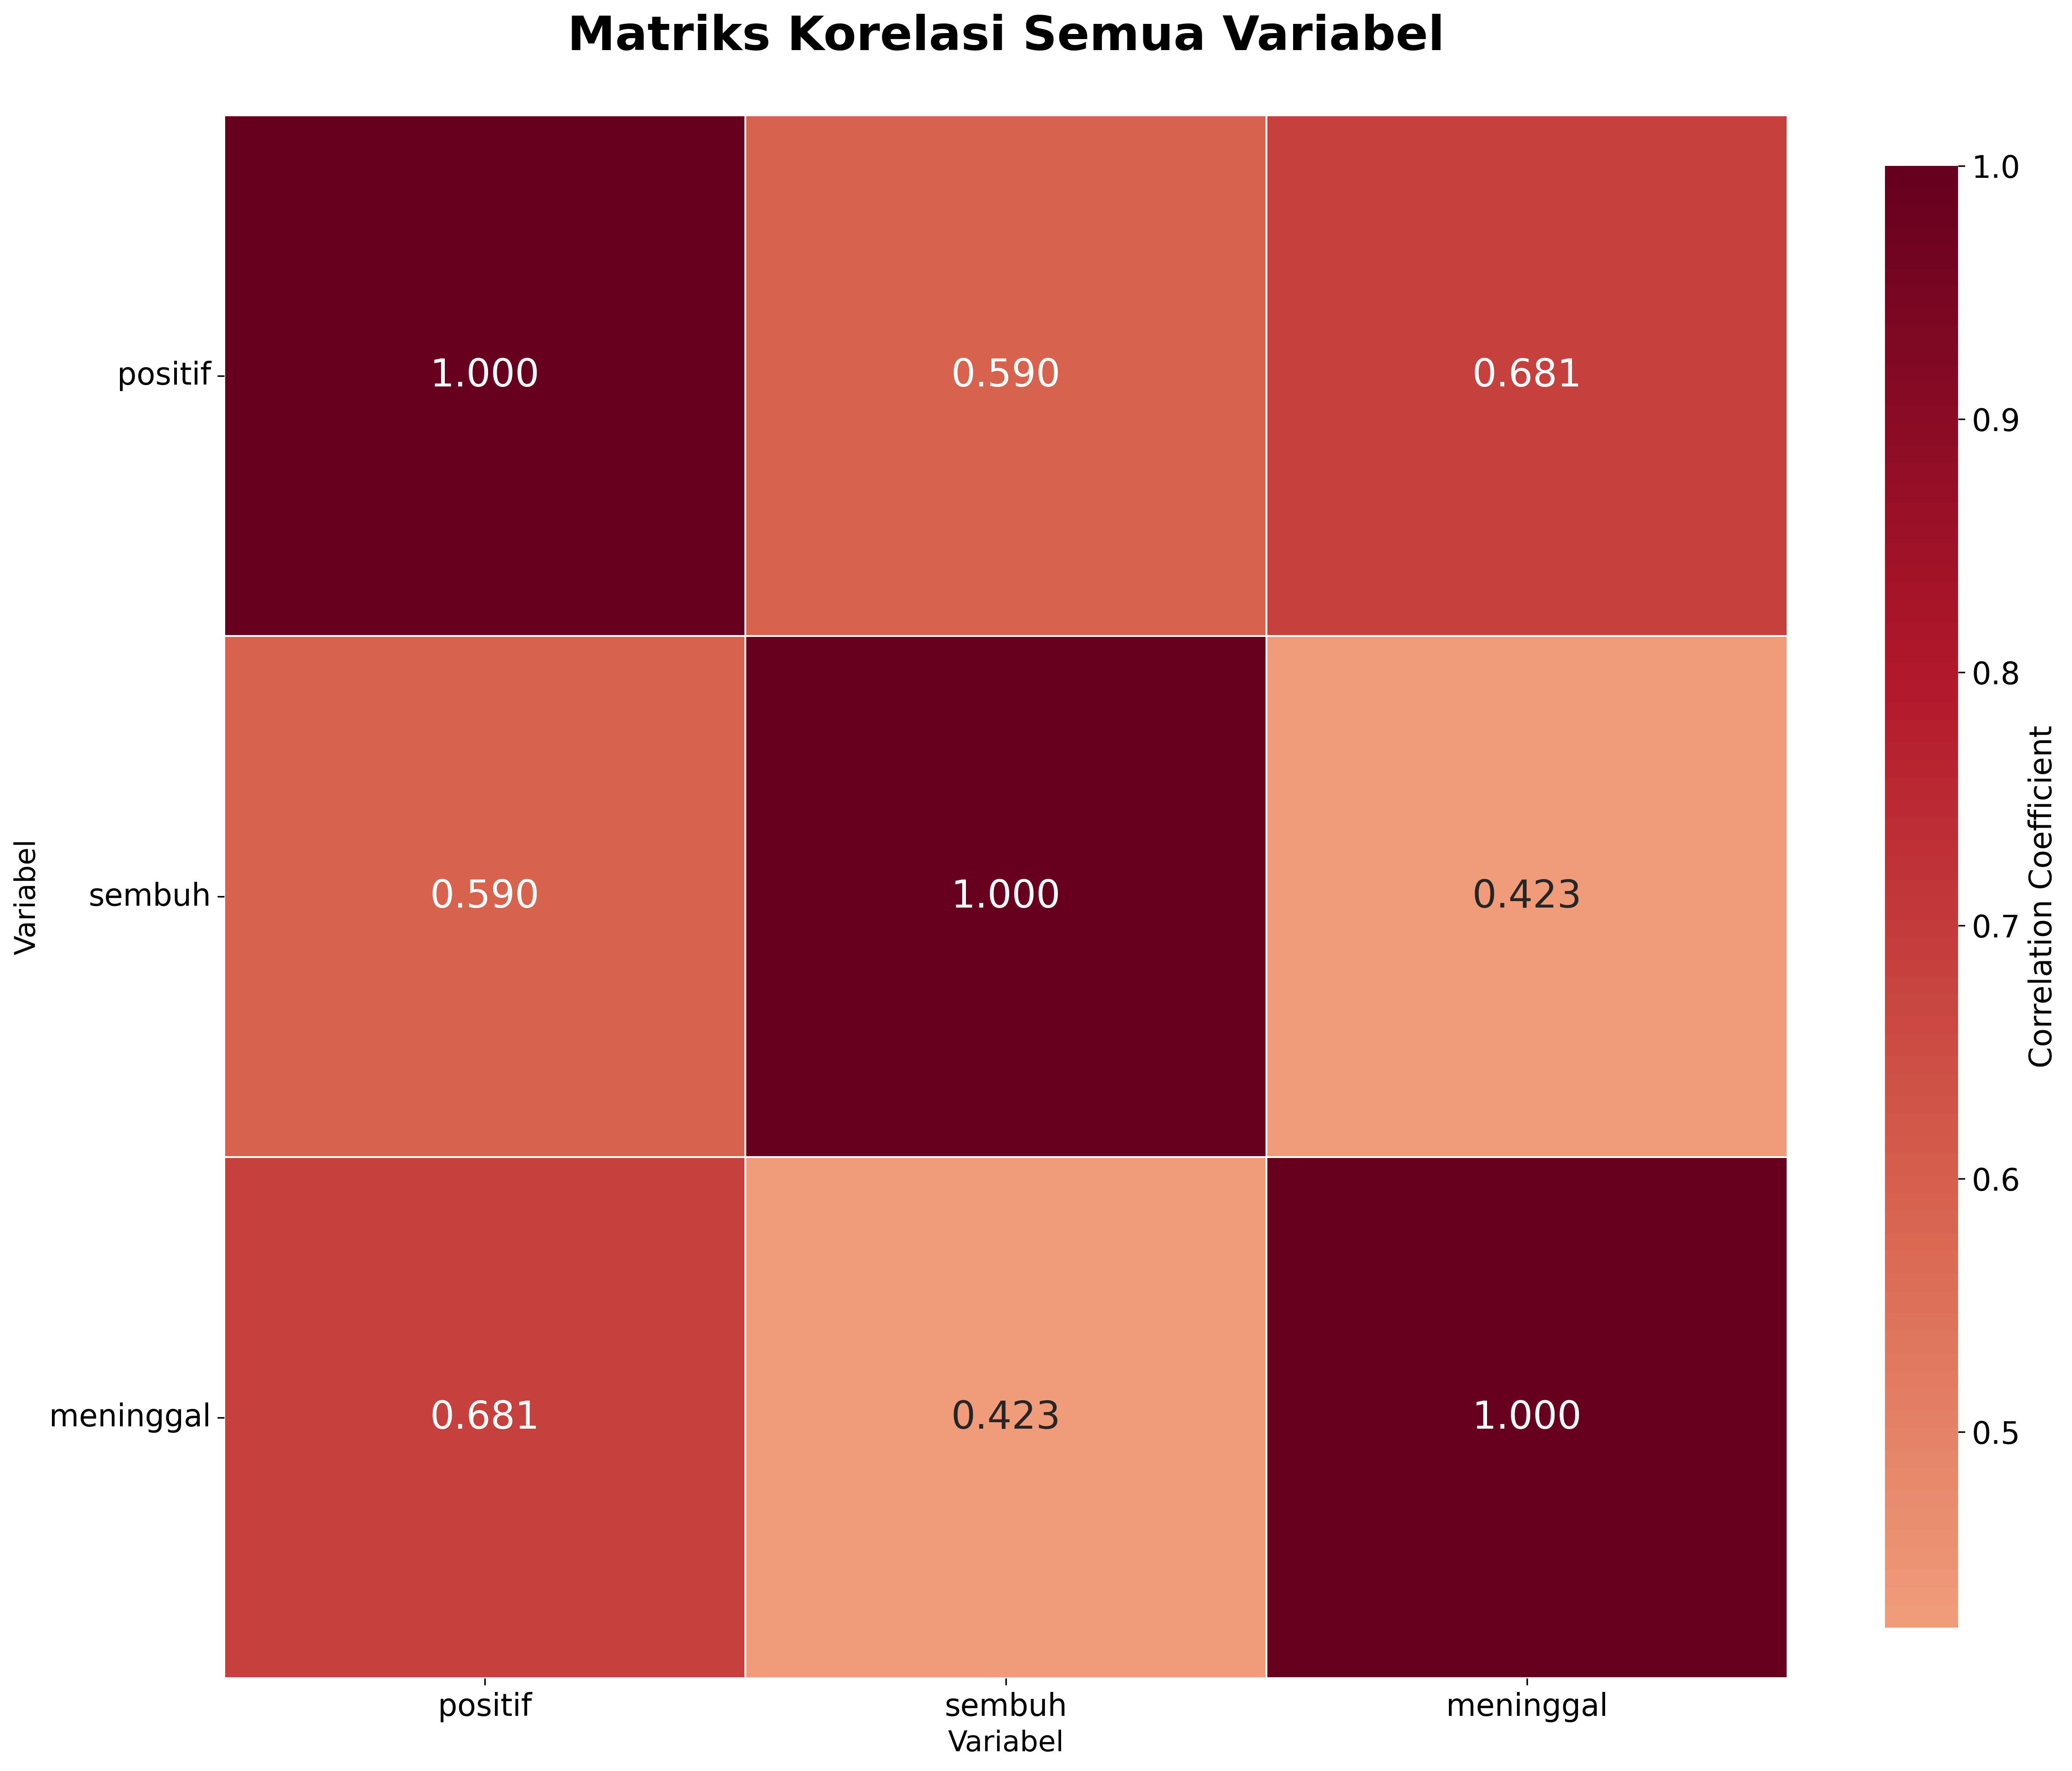 Matriks Korelasi Semua Variabel
positif
1.000
0.590
0.681
sembuh
0.590
1.000
0.423
meninggal
0.681
0.423
1.000
positif
sembuh
meninggal
Variabel
Variabel
1.0
0.9
0.8
0.7
0.6
0.5
Correlation Coefficient